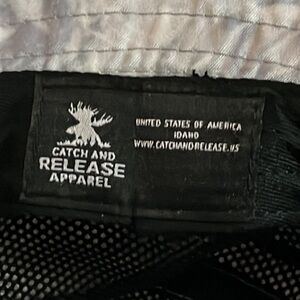 CATCH AND
RELEASE
APPAREL
UNITED STATES OF AMERICA
IDAHO
WWW.CATCHANDRELEASE.US